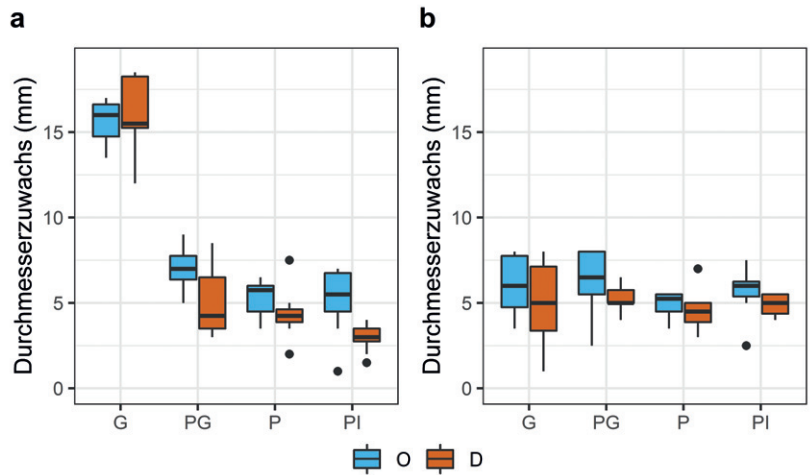 a
b
Durchmesserzuwachs (mm)
15
10
5
0
G PG P PI
Durchmesserzuwachs (mm)
15
10
5
0
G PG P PI
O D